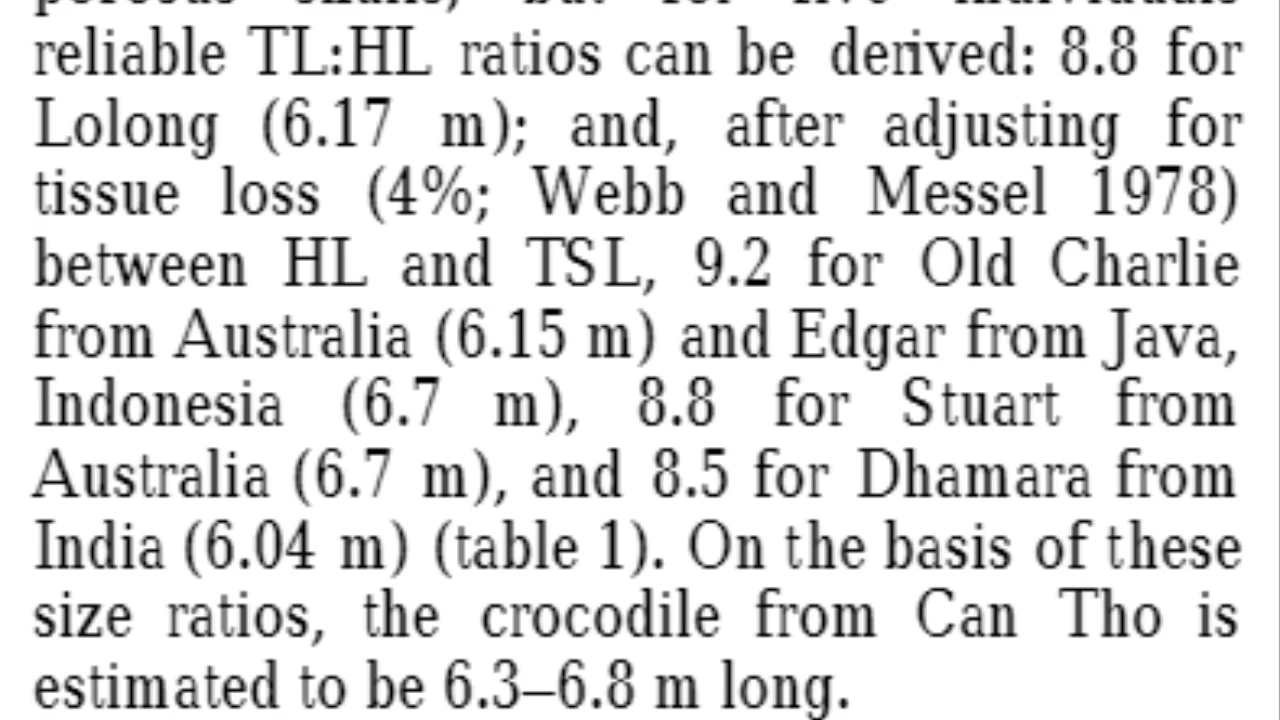 reliable TL:HL ratios can be derived: 8.8 for
Lolong (6.17 m); and, after adjusting for
tissue loss (4%; Webb and Messel 1978)
between HL and TSL, 9.2 for Old Charlie
from Australia (6.15 m) and Edgar from Java,
Indonesia (6.7 m), 8.8 for Stuart from
Australia (6.7 m), and 8.5 for Dhamara from
India (6.04 m) (table 1). On the basis of these
size ratios, the crocodile from Can Tho is
estimated to be 6.3–6.8 m long.